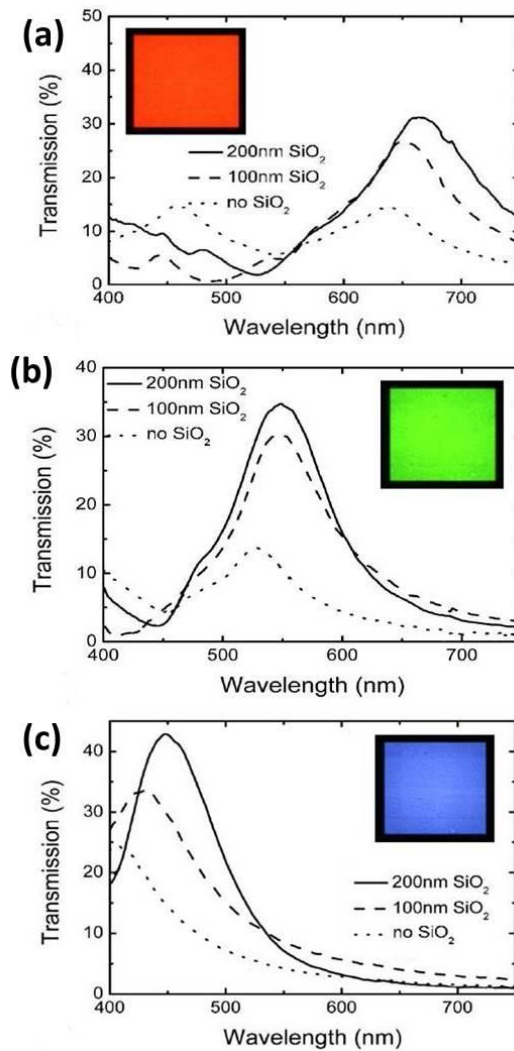 (a)
50
40
30
20
10
0
Transmission (%)
200nm SiO₂
100nm SiO₂
no SiO₂
400 500 600 700
Wavelength (nm)
(b)
40
30
20
10
0
Transmission (%)
200nm SiO₂
100nm SiO₂
no SiO₂
400 500 600 700
Wavelength (nm)
(c)
40
30
20
10
0
Transmission (%)
200nm SiO₂
100nm SiO₂
no SiO₂
400 500 600 700
Wavelength (nm)